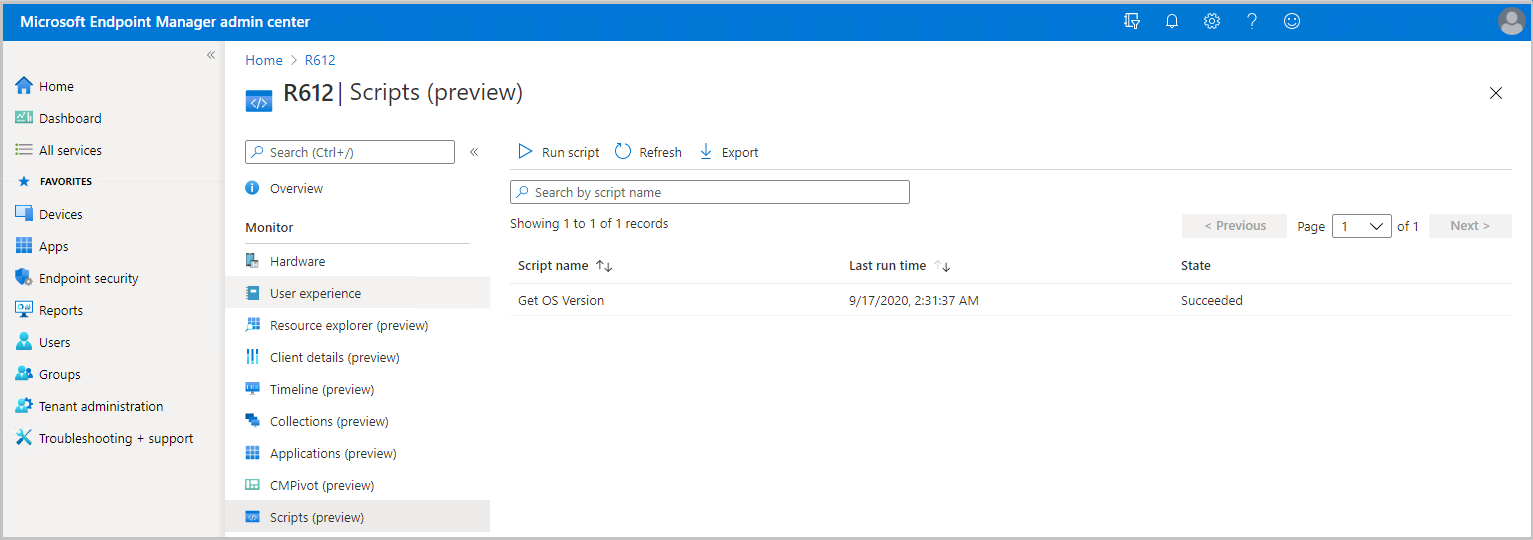 Microsoft Endpoint Manager admin center
Home
Dashboard
All services
FAVORITES
Devices
Apps
Endpoint security
Reports
Users
Groups
Tenant administration
Troubleshooting + support
Home > R612
R612 | Scripts (preview)
Search (Ctrl+/)
Overview
Monitor
Hardware
User experience
Resource explorer (preview)
Client details (preview)
Timeline (preview)
Collections (preview)
Applications (preview)
CMPivot (preview)
Scripts (preview)
Run script Refresh Export
Search by script name
Showing 1 to 1 of 1 records
< Previous Page 1 of 1 Next >
Script name Last run time State
Get OS Version 9/17/2020, 2:31:37 AM Succeeded